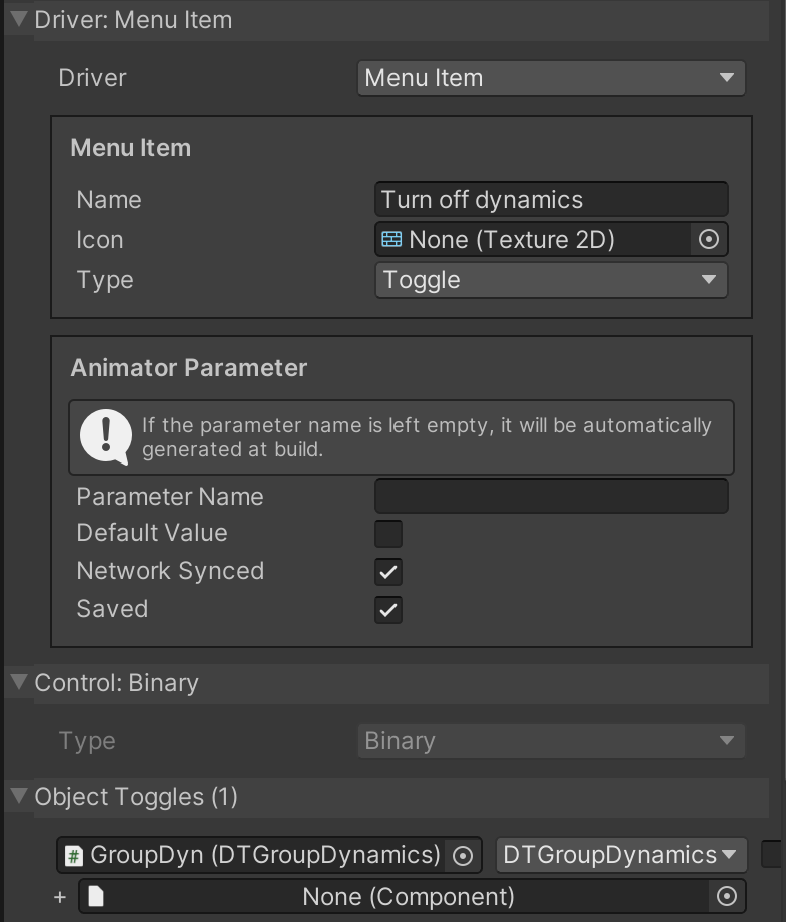 Driver: Menu Item
Driver
Menu Item
Menu Item
Name
Turn off dynamics
Icon
None (Texture 2D)
Type
Toggle
Animator Parameter
If the parameter name is left empty, it will be automatically
generated at build.
Parameter Name
Default Value
Network Synced
Saved
Control: Binary
Type
Binary
Object Toggles (1)
GroupDyn (DTGroupDynamics)
DTGroupDynamics
+
None (Component)